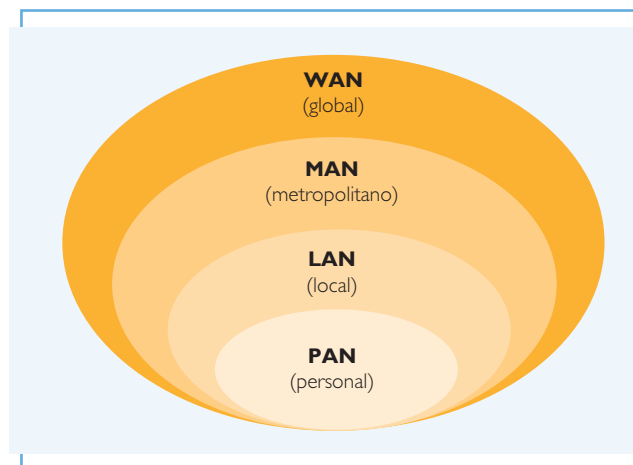 WAN
(global)
MAN
(metropolitano)
LAN
(local)
PAN
(personal)